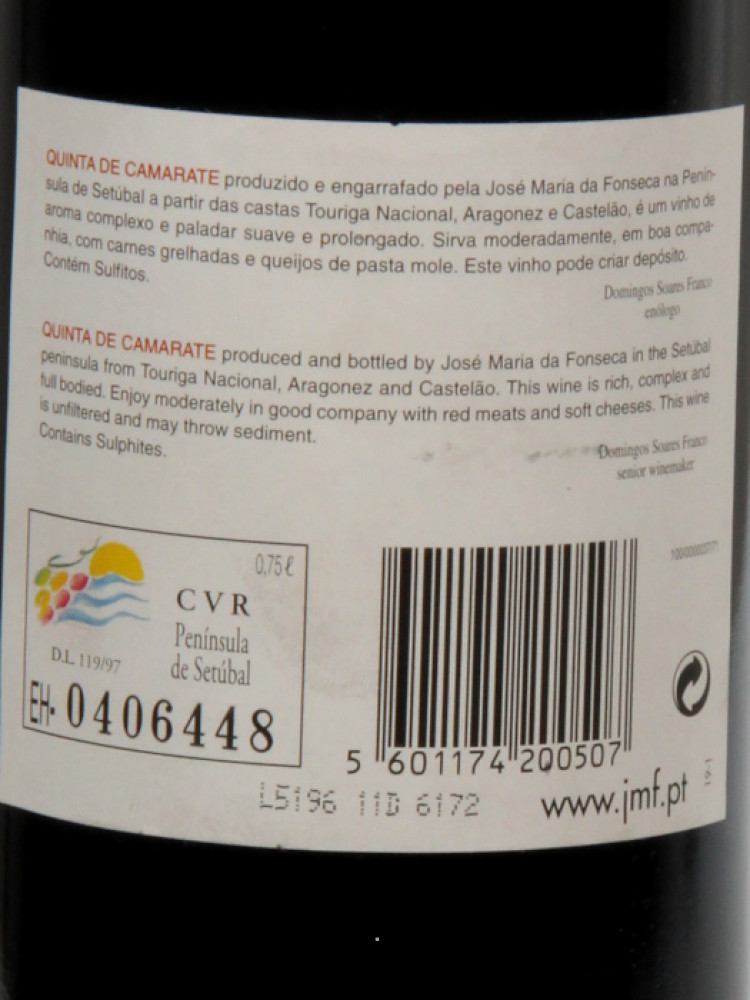 QUINTA DE CAMARATE produzido e engarrafado pela José Maria da Fonseca na Penín-
sula de Setúbal a partir das castas Touriga Nacional, Aragonez e Castelão, é um vinho de
aroma complexo e paladar suave e prolongado. Sirva moderadamente, em boa compa-
nhia, com carnes grelhadas e queijos de pasta mole. Este vinho pode criar depósito.
Contém Sulfitos.
Domingos Soares Franco
enólogo
QUINTA DE CAMARATE produced and bottled by José Maria da Fonseca in the Setúbal
peninsula from Touriga Nacional, Aragonez and Castelão. This wine is rich, complex and
full bodied. Enjoy moderately in good company with red meats and soft cheeses. This wine
is unfiltered and may throw sediment.
Contains Sulphites.
Domingos Soares Franco
senior winemaker
0,75 ℓ
CVR
Península
de Setúbal
D.L. 119/97
EH-0406448
5 601174 200507
L5196 11D 6172
www.jmf.pt